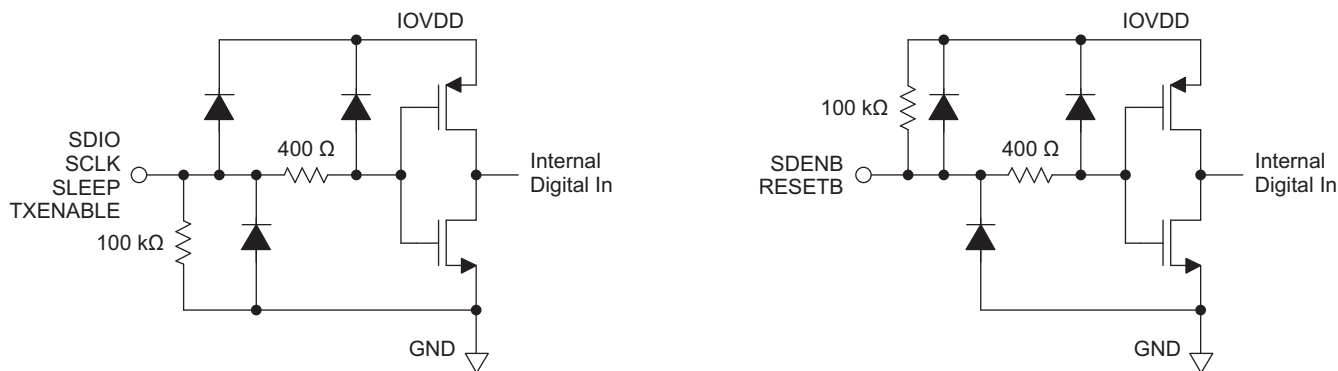 IOVDD
SDIO
SCLK
SLEEP
TXENABLE
400 Ω
100 kΩ
Internal
Digital In
GND
IOVDD
100 kΩ
400 Ω
SDENB
RESETB
Internal
Digital In
GND